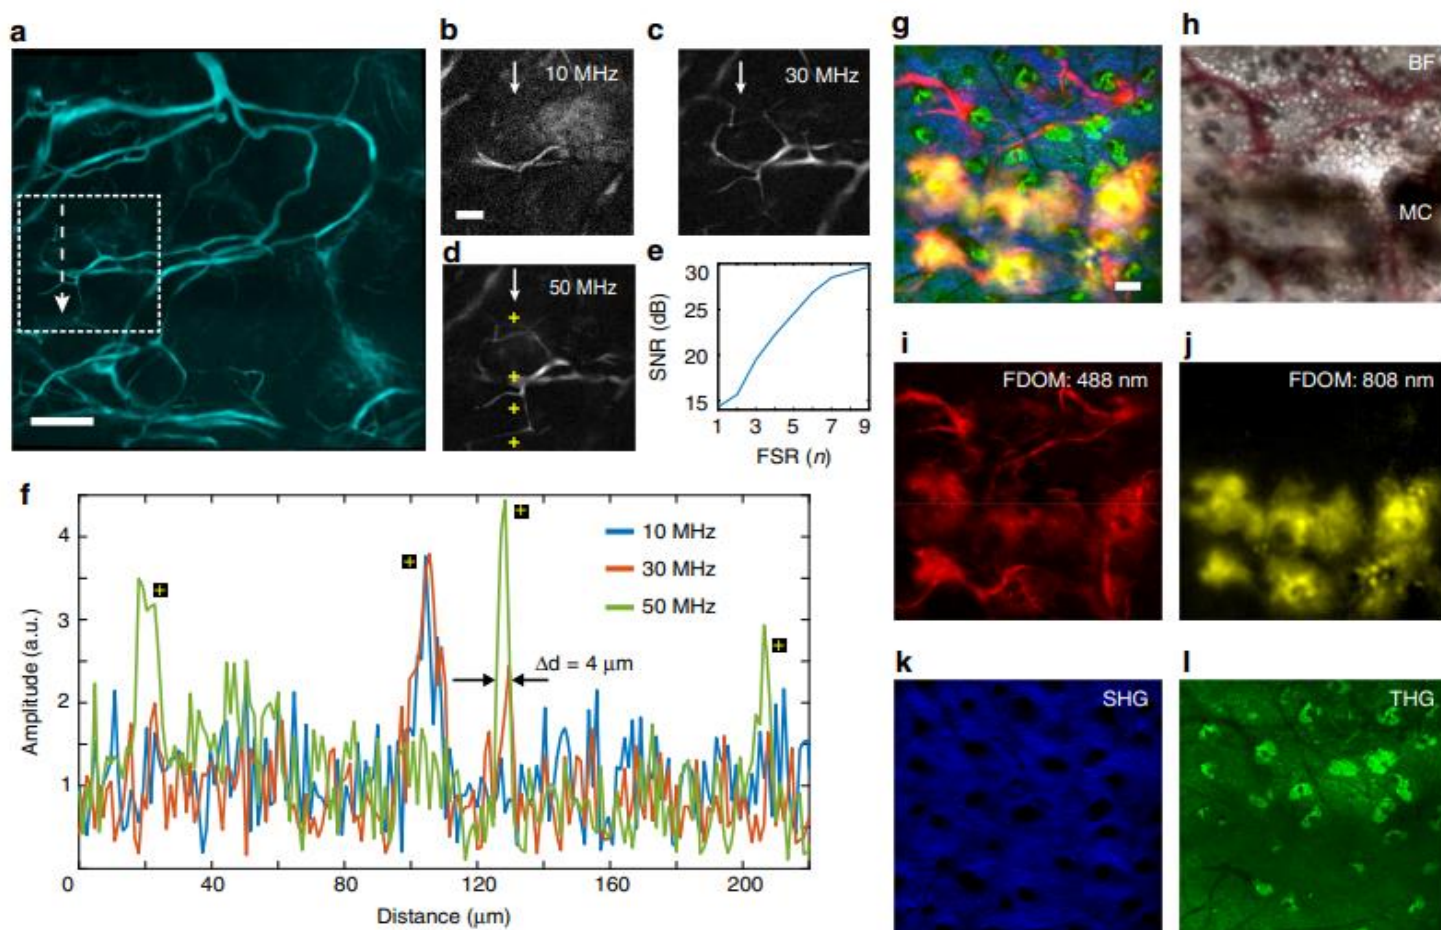 a
b
10 MHz
c
30 MHz
d
50 MHz
e
30
25
20
15
SNR (dB)
1 3 5 7 9
FSR (n)
f
4
3
2
1
Amplitude (a.u.)
10 MHz
30 MHz
50 MHz
Δd = 4 μm
0 40 80 120 160 200
Distance (μm)
g
h
BF
MC
i
FDOM: 488 nm
j
FDOM: 808 nm
k
SHG
l
THG